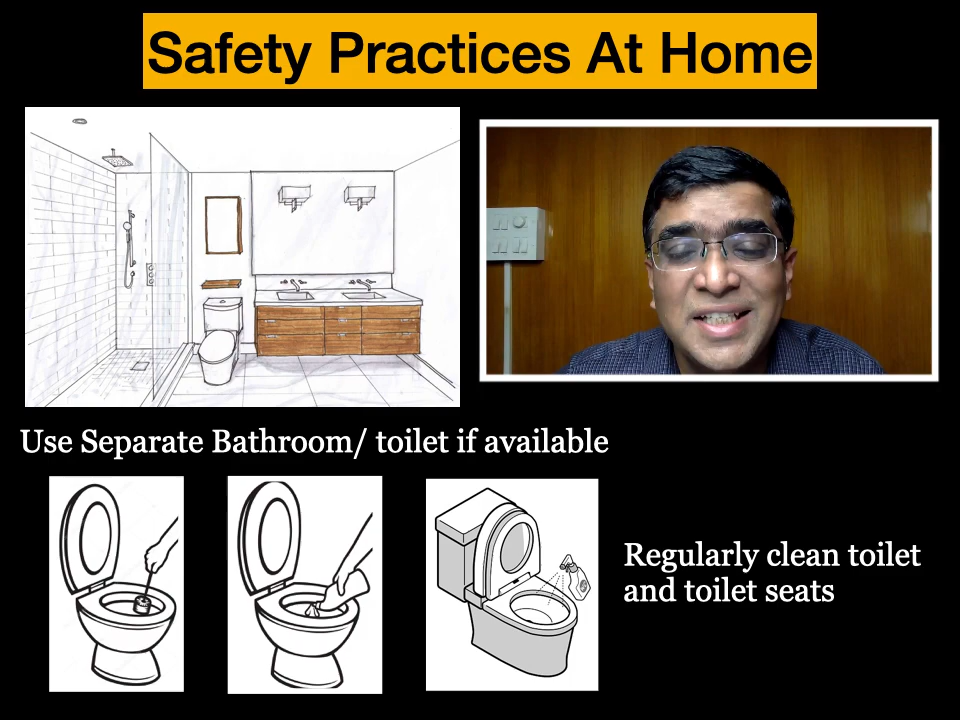 Safety Practices At Home
Use Separate Bathroom/ toilet if available
Regularly clean toilet
and toilet seats